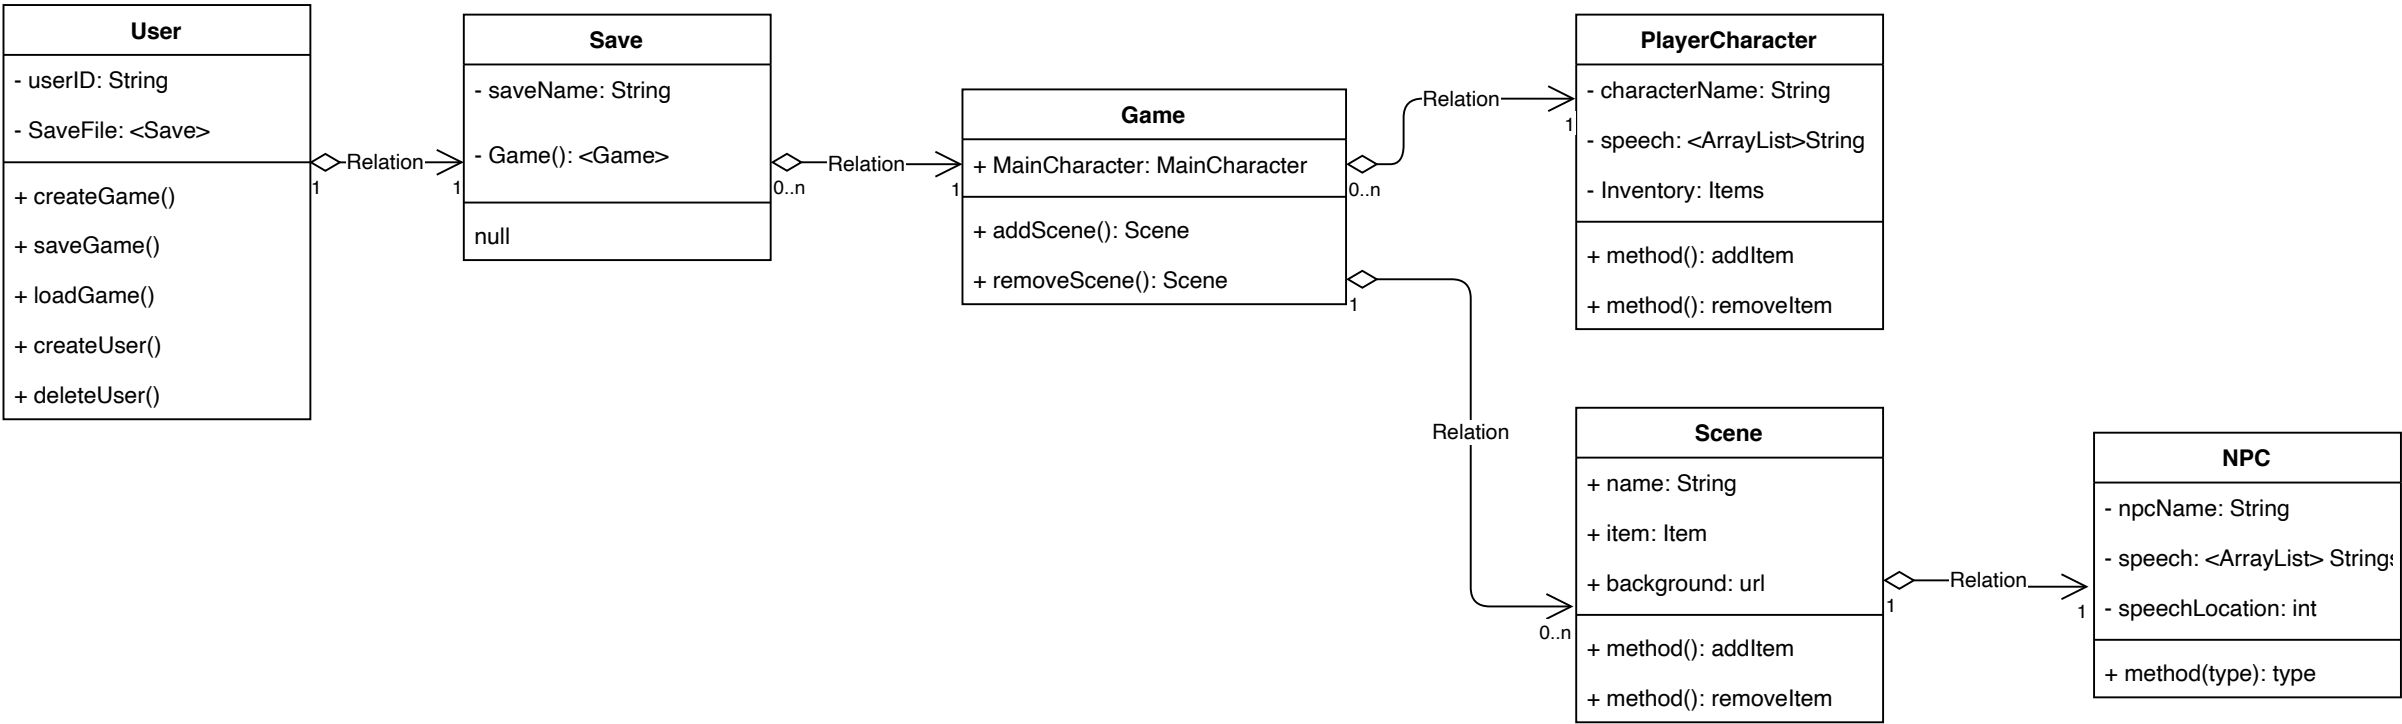 User
- userID: String
- SaveFile: <Save>
+ createGame()
+ saveGame()
+ loadGame()
+ createUser()
+ deleteUser()
Relation
1
1
Save
- saveName: String
- Game(): <Game>
null
Relation
0..n
1
Game
+ MainCharacter: MainCharacter
+ addScene(): Scene
+ removeScene(): Scene
Relation
0..n
1
PlayerCharacter
- characterName: String
- speech: <ArrayList>String
- Inventory: Items
+ method(): addItem
+ method(): removeItem
1
Relation
0..n
Scene
+ name: String
+ item: Item
+ background: url
+ method(): addItem
+ method(): removeItem
Relation
1
1
NPC
- npcName: String
- speech: <ArrayList> Strings
- speechLocation: int
+ method(type): type